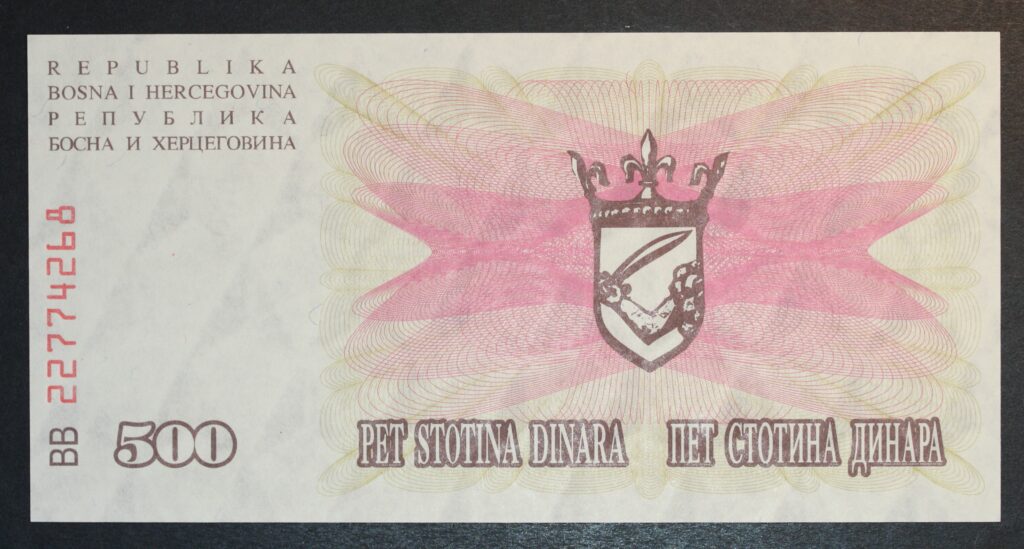 REPUBLIKA
BOSNA I HERCEGOVINA
РЕПУБЛИКА
БОСНА И ХЕРЦЕГОВИНА
BB 22774268
500
PET STOTINA DINARA ПЕТ СТОТИНА ДИНАРА